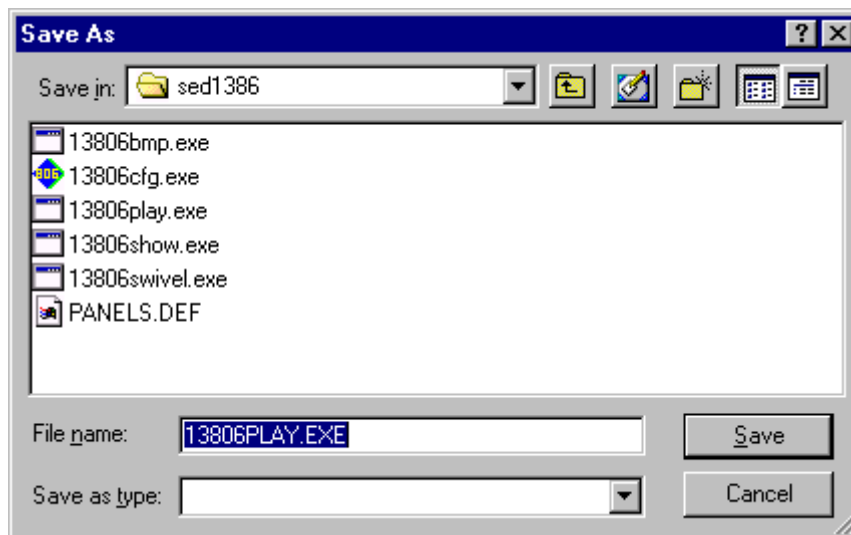 Save As
Save in: sed1386
13806bmp.exe
806 13806cfg.exe
13806play.exe
13806show.exe
13806swivel.exe
PANELS.DEF
File name: 13806PLAY.EXE Save
Save as type: Cancel